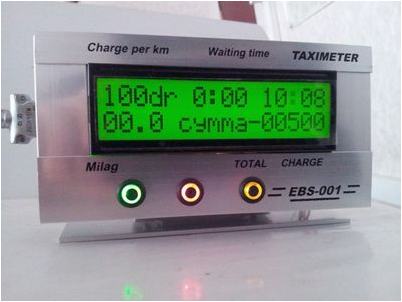 Charge per km Waiting time TAXIMETER
100dr 0:00 10:08
00.0 cymma-00500
Milag TOTAL CHARGE
EBS-001